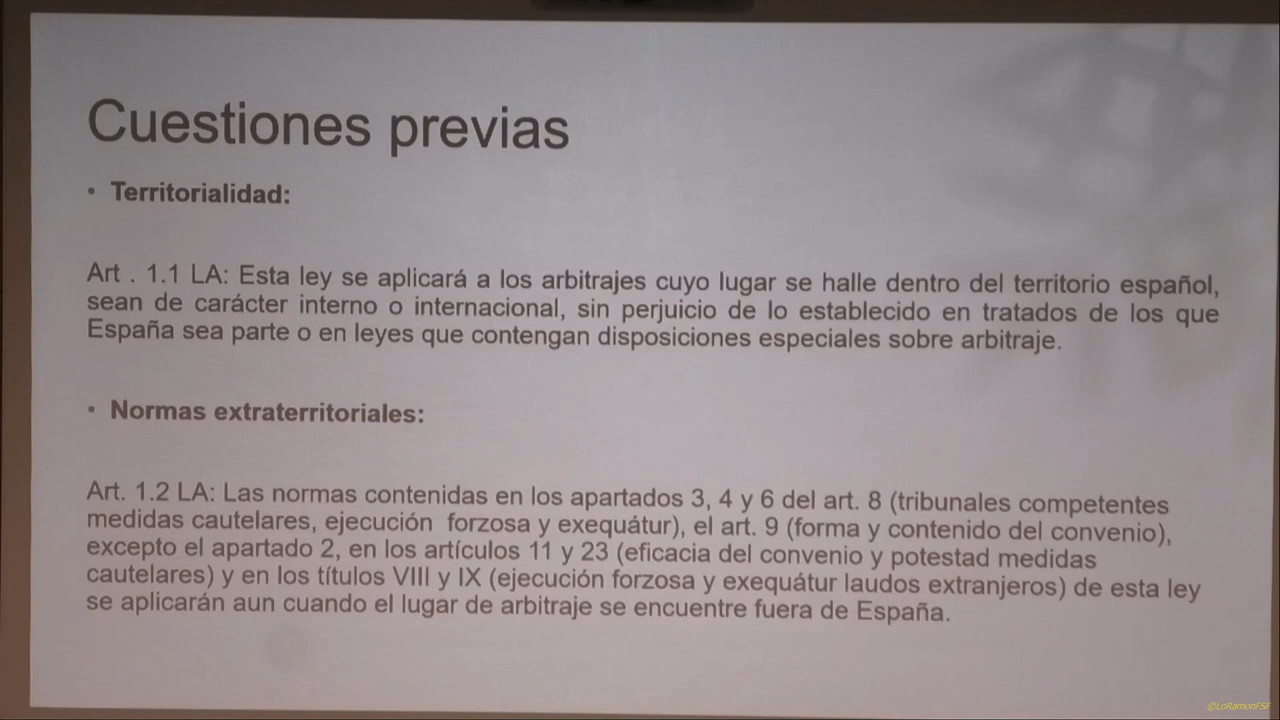 Cuestiones previas
• Territorialidad:
Art . 1.1 LA: Esta ley se aplicará a los arbitrajes cuyo lugar se halle dentro del territorio español,
sean de carácter interno o internacional, sin perjuicio de lo establecido en tratados de los que
España sea parte o en leyes que contengan disposiciones especiales sobre arbitraje.
• Normas extraterritoriales:
Art. 1.2 LA: Las normas contenidas en los apartados 3, 4 y 6 del art. 8 (tribunales competentes
medidas cautelares, ejecución  forzosa y exequátur), el art. 9 (forma y contenido del convenio),
excepto el apartado 2, en los artículos 11 y 23 (eficacia del convenio y potestad medidas
cautelares) y en los títulos VIII y IX (ejecución forzosa y exequátur laudos extranjeros) de esta ley
se aplicarán aun cuando el lugar de arbitraje se encuentre fuera de España.
©LoRamonFSF